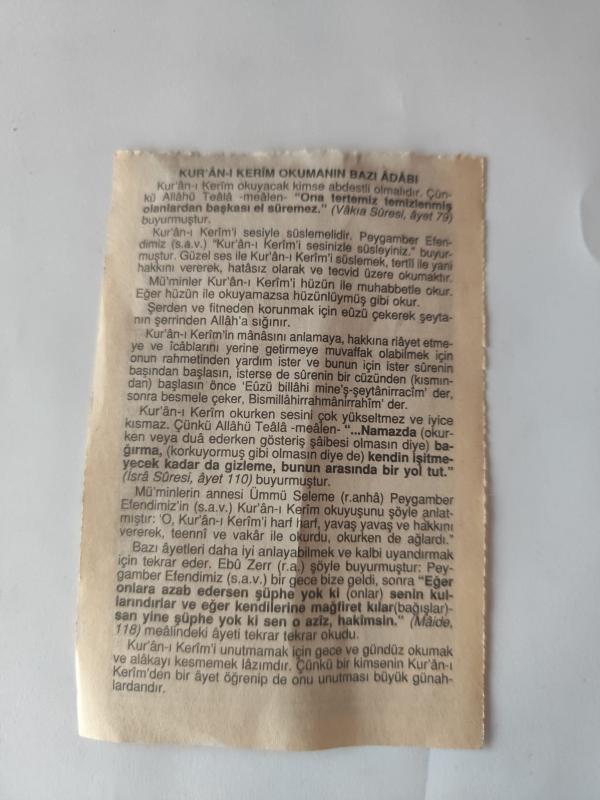 KUR'ÂN-I KERÎM OKUMANIN BAZI ÂDÂBI
Kur'ân-ı Kerîm okuyacak kimse abdestli olmalıdır. Çün-
kü Allâhü Teâlâ -meâlen- "Ona tertemiz temizlenmiş
olanlardan başkası el süremez." (Vâkıa Sûresi, âyet 79)
buyurmuştur.
Kur'ân-ı Kerîm'i sesiyle süslemelidir. Peygamber Efen-
dimiz (s.a.v.) "Kur'ân-ı Kerîm'i sesinizle süsleyiniz." buyur-
muştur. Güzel ses ile Kur'ân-ı Kerîm'i süslemek, tertîl ile yani
hakkını vererek, hatâsız olarak ve tecvid üzere okumaktır.
Mü'minler Kur'ân-ı Kerîm'i hüzün ile muhabbetle okur.
Eğer hüzün ile okuyamazsa hüzünlüymüş gibi okur.
Şerden ve fitneden korunmak için eûzü çekerek şeyta-
nın şerrinden Allâh'a sığınır.
Kur'ân-ı Kerîm'in mânâsını anlamaya, hakkına riâyet etme-
ye ve îcâblarını yerine getirmeye muvaffak olabilmek için
onun rahmetinden yardım ister ve bunun için ister sûrenin
başından başlasın, isterse de sûrenin bir cüzünden (kısmın-
dan) başlasın önce 'Eûzü billâhi mine'ş-şeytânirracîm' der,
sonra besmele çeker, Bismillâhirrahmânirrahîm' der.
Kur'ân-ı Kerîm okurken sesini çok yükseltmez ve iyice
kısmaz. Çünkü Allâhü Teâlâ -meâlen- "...Namazda (okur-
ken veya duâ ederken gösteriş şâibesi olmasın diye) ba-
ğırma, (korkuyormuş gibi olmasın diye de) kendin işitme-
yecek kadar da gizleme, bunun arasında bir yol tut."
(İsrâ Sûresi, âyet 110) buyurmuştur.
Mü'minlerin annesi Ümmü Seleme (r.anhâ) Peygamber
Efendimiz'in (s.a.v.) Kur'ân-ı Kerîm okuyuşunu şöyle anlat-
mıştır: 'O, Kur'ân-ı Kerîm'i harf harf, yavaş yavaş ve hakkını
vererek, teennî ve vakâr ile okurdu, okurken de ağlardı."
Bazı âyetleri daha iyi anlayabilmek ve kalbi uyandırmak
için tekrar eder. Ebû Zerr (r.a.) şöyle buyurmuştur: Pey-
gamber Efendimiz (s.a.v.) bir gece bize geldi, sonra "Eğer
onlara azab edersen şüphe yok ki (onlar) senin kul-
larındırlar ve eğer kendilerine mağfiret kılar(bağışlar)-
san yine şüphe yok ki sen o azîz, hakîmsin." (Mâide,
118) meâlindeki âyeti tekrar tekrar okudu.
Kur'ân-ı Kerîm'i unutmamak için gece ve gündüz okumak
ve alâkayı kesmemek lâzımdır. Çünkü bir kimsenin Kur'ân-ı
Kerîm'den bir âyet öğrenip de onu unutması büyük günah-
lardandır.